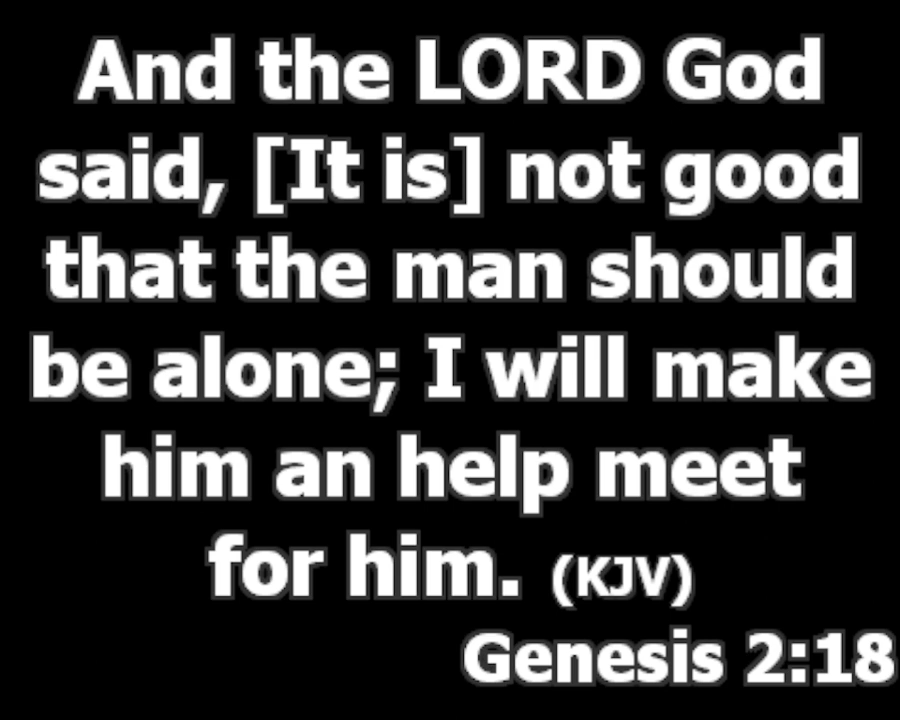 And the LORD God
said, [It is] not good
that the man should
be alone; I will make
him an help meet
for him. (KJV)
Genesis 2:18